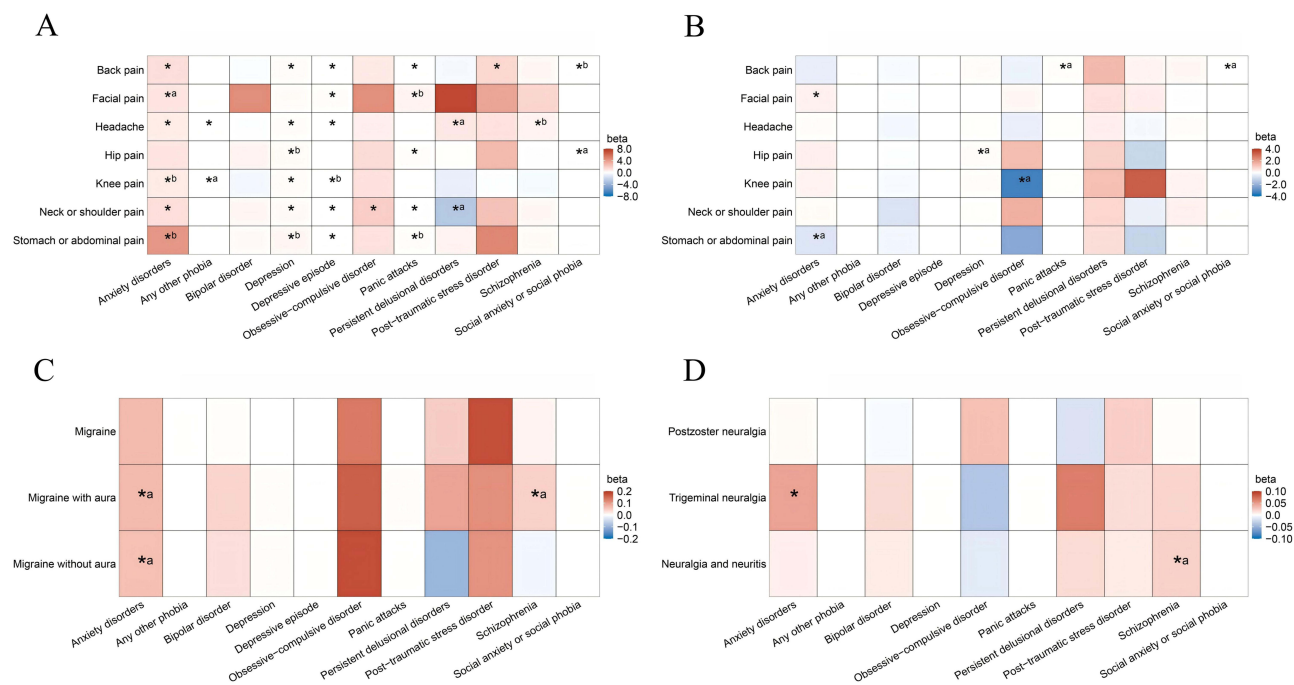 A
Back pain * * * * * *b
Facial pain *a * *b
Headache * * * * *a *b
Hip pain *b * *a
Knee pain *b *a * *b
Neck or shoulder pain * * * * * *a
Stomach or abdominal pain *b *b * *b
Anxiety disorders
Any other phobia
Bipolar disorder
Depression
Depressive episode
Obsessive−compulsive disorder
Panic attacks
Persistent delusional disorders
Post−traumatic stress disorder
Schizophrenia
Social anxiety or social phobia
beta
8.0
4.0
0.0
−4.0
−8.0
B
Back pain *a *a
Facial pain *
Headache
Hip pain *a
Knee pain *a
Neck or shoulder pain
Stomach or abdominal pain *a
Anxiety disorders
Any other phobia
Bipolar disorder
Depressive episode
Depression
Obsessive−compulsive disorder
Panic attacks
Persistent delusional disorders
Post−traumatic stress disorder
Schizophrenia
Social anxiety or social phobia
beta
4.0
2.0
0.0
−2.0
−4.0
C
Migraine
Migraine with aura *a *a
Migraine without aura *a
Anxiety disorders
Any other phobia
Bipolar disorder
Depression
Depressive episode
Obsessive−compulsive disorder
Panic attacks
Persistent delusional disorders
Post−traumatic stress disorder
Schizophrenia
Social anxiety or social phobia
beta
0.2
0.1
0.0
−0.1
−0.2
D
Postzoster neuralgia
Trigeminal neuralgia *
Neuralgia and neuritis *a
Anxiety disorders
Any other phobia
Bipolar disorder
Depression
Obsessive−compulsive disorder
Panic attacks
Persistent delusional disorders
Post−traumatic stress disorder
Schizophrenia
Social anxiety or social phobia
beta
0.10
0.05
0.0
−0.05
−0.10